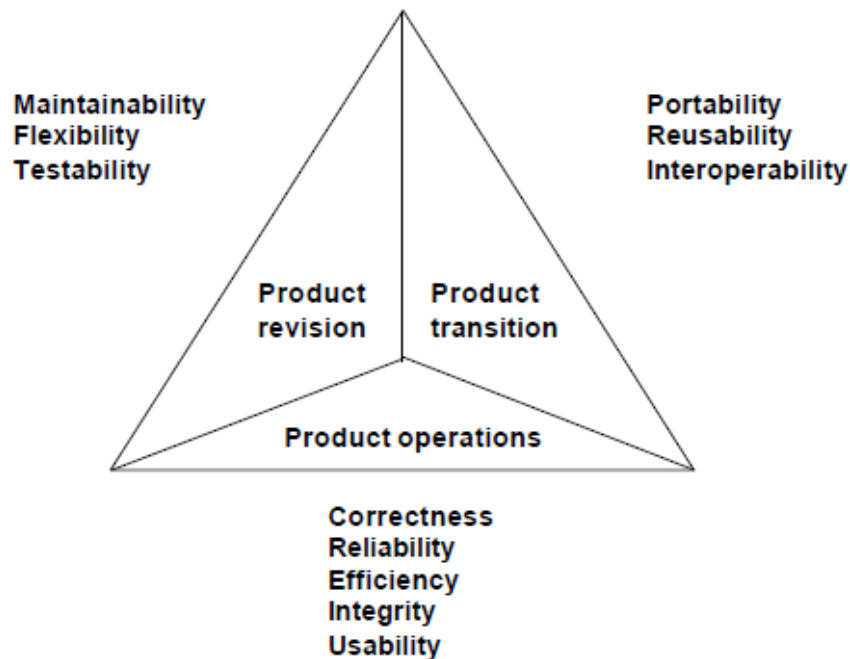 Maintainability
Flexibility
Testability
Portability
Reusability
Interoperability
Product
revision
Product
transition
Product operations
Correctness
Reliability
Efficiency
Integrity
Usability